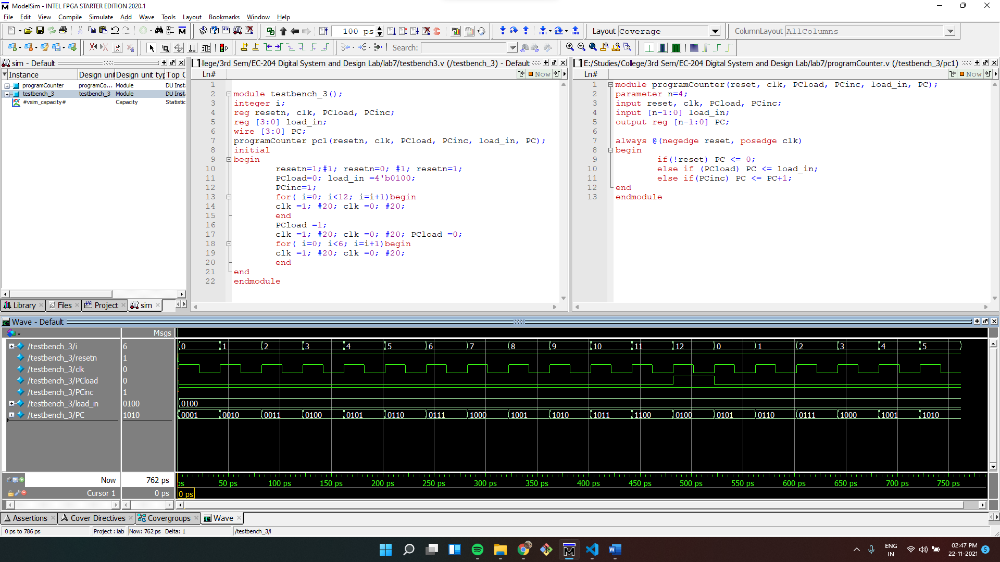 ModelSim - INTEL FPGA STARTER EDITION 2020.1
File Edit View Compile Simulate Add Wave Tools Layout Bookmarks Window Help
100 ps
Layout Coverage
ColumnLayout AllColumns
Search:
sim - Default
Instance Design unit Design unit typ Top C
programCounter programCo... Module DU Inst
testbench_3 testbench_3 Module DU Inst
#vsim_capacity# Capacity Statistic
Library Files Project sim
llege/3rd Sem/EC-204 Digital System and Design Lab/lab7/testbench3.v (/testbench_3) - Default
Ln# Now
1
2 module testbench_3();
3 integer i;
4 reg resetn, clk, PCload, PCinc;
5 reg [3:0] load_in;
6 wire [3:0] PC;
7 programCounter pc1(resetn, clk, PCload, PCinc, load_in, PC);
8 initial
9 begin
10 resetn=1;#1; resetn=0; #1; resetn=1;
11 PCload=0; load_in =4'b0100;
12 PCinc=1;
13 for( i=0; i<12; i=i+1)begin
14 clk =1; #20; clk =0; #20;
15 end
16 PCload =1;
17 clk =1; #20; clk =0; #20; PCload =0;
18 for( i=0; i<6; i=i+1)begin
19 clk =1; #20; clk =0; #20;
20 end
21 end
22 endmodule
E:/Studies/College/3rd Sem/EC-204 Digital System and Design Lab/lab7/programCounter.v (/testbench_3/pc1)
Ln# Now
1 module programCounter(reset, clk, PCload, PCinc, load_in, PC);
2 parameter n=4;
3 input reset, clk, PCload, PCinc;
4 input [n-1:0] load_in;
5 output reg [n-1:0] PC;
6
7 always @(negedge reset, posedge clk)
8 begin
9 if(!reset) PC <= 0;
10 else if (PCload) PC <= load_in;
11 else if(PCinc) PC <= PC+1;
12 end
13 endmodule
Wave - Default
Msgs
/testbench_3/i 6 0 1 2 3 4 5 6 7 8 9 10 11 12 0 1 2 3 4 5
/testbench_3/resetn 1
/testbench_3/clk 0
/testbench_3/PCload 0
/testbench_3/PCinc 1
/testbench_3/load_in 0100 0100
/testbench_3/PC 1010 0001 0010 0011 0100 0101 0110 0111 1000 1001 1010 1011 1100 0100 0101 0110 0111 1000 1001 1010
Now 762 ps ps 50 ps 100 ps 150 ps 200 ps 250 ps 300 ps 350 ps 400 ps 450 ps 500 ps 550 ps 600 ps 650 ps 700 ps 750 ps
Cursor 1 0 ps 0 ps
Assertions Cover Directives Covergroups Wave
0 ps to 786 ps Project : lab Now: 762 ps Delta: 1 /testbench_3/i
ENG
IN
02:47 PM
22-11-2021
5